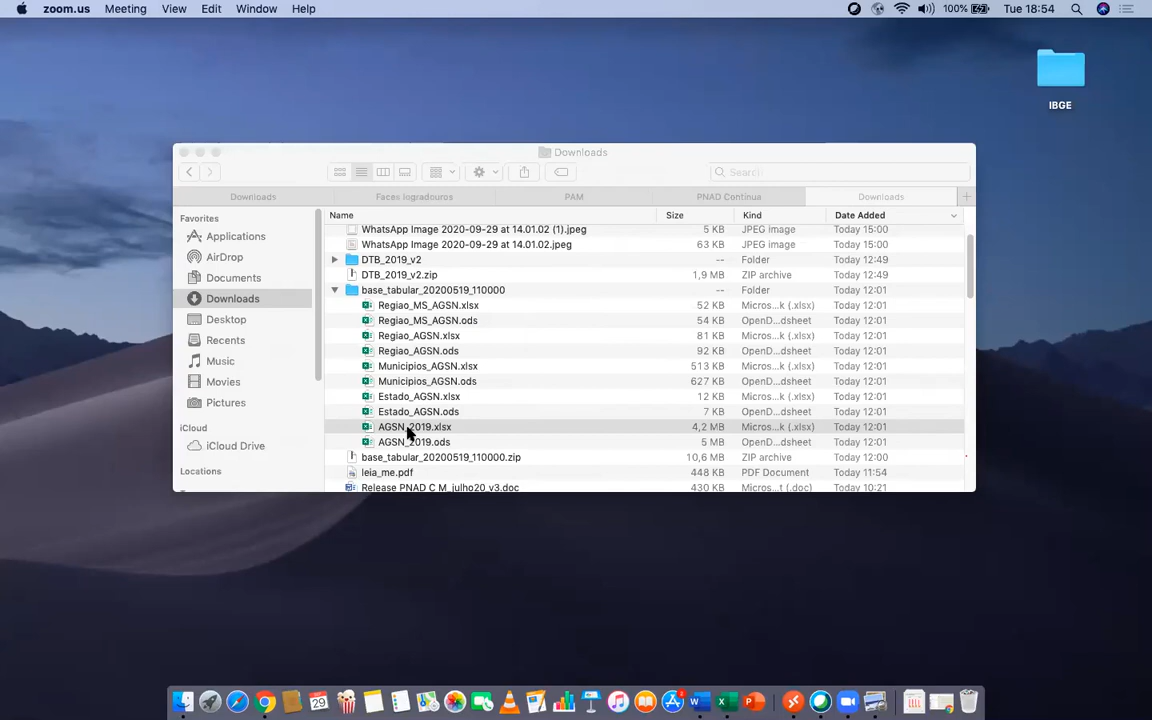 zoom.us Meeting View Edit Window Help 100% Tue 18:54
IBGE
Downloads
Search
Downloads Faces logradouros PAM PNAD Contínua Downloads
Name Size Kind Date Added
Favorites
Applications
AirDrop
Documents
Downloads
Desktop
Recents
Music
Movies
Pictures
iCloud
iCloud Drive
Locations
WhatsApp Image 2020-09-29 at 14.01.02 (1).jpeg 5 KB JPEG image Today 15:00
WhatsApp Image 2020-09-29 at 14.01.02.jpeg 63 KB JPEG image Today 15:00
DTB_2019_v2 -- Folder Today 12:49
DTB_2019_v2.zip 1,9 MB ZIP archive Today 12:49
base_tabular_20200519_110000 -- Folder Today 12:01
Regiao_MS_AGSN.xlsx 52 KB Micros...k (.xlsx) Today 12:01
Regiao_MS_AGSN.ods 54 KB OpenD...dsheet Today 12:01
Regiao_AGSN.xlsx 81 KB Micros...k (.xlsx) Today 12:01
Regiao_AGSN.ods 92 KB OpenD...dsheet Today 12:01
Municipios_AGSN.xlsx 513 KB Micros...k (.xlsx) Today 12:01
Municipios_AGSN.ods 627 KB OpenD...dsheet Today 12:01
Estado_AGSN.xlsx 12 KB Micros...k (.xlsx) Today 12:01
Estado_AGSN.ods 7 KB OpenD...dsheet Today 12:01
AGSN_2019.xlsx 4,2 MB Micros...k (.xlsx) Today 12:01
AGSN_2019.ods 5 MB OpenD...dsheet Today 12:01
base_tabular_20200519_110000.zip 10,6 MB ZIP archive Today 12:00
leia_me.pdf 448 KB PDF Document Today 11:54
Release PNAD C M_julho20_v3.doc 430 KB Micros...t (.doc) Today 10:21
29